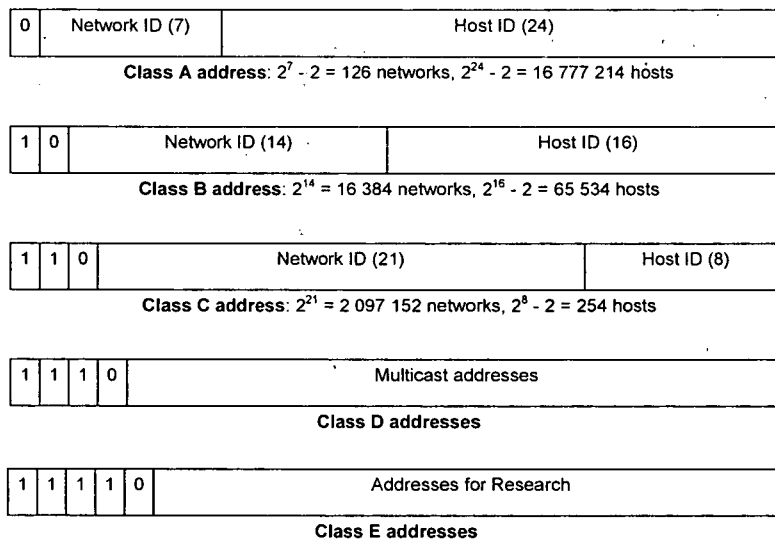 0 Network ID (7) Host ID (24)
Class A address: 2⁷ - 2 = 126 networks, 2²⁴ - 2 = 16 777 214 hosts
1 0 Network ID (14) Host ID (16)
Class B address: 2¹⁴ = 16 384 networks, 2¹⁶ - 2 = 65 534 hosts
1 1 0 Network ID (21) Host ID (8)
Class C address: 2²¹ = 2 097 152 networks, 2⁸ - 2 = 254 hosts
1 1 1 0 Multicast addresses
Class D addresses
1 1 1 1 0 Addresses for Research
Class E addresses